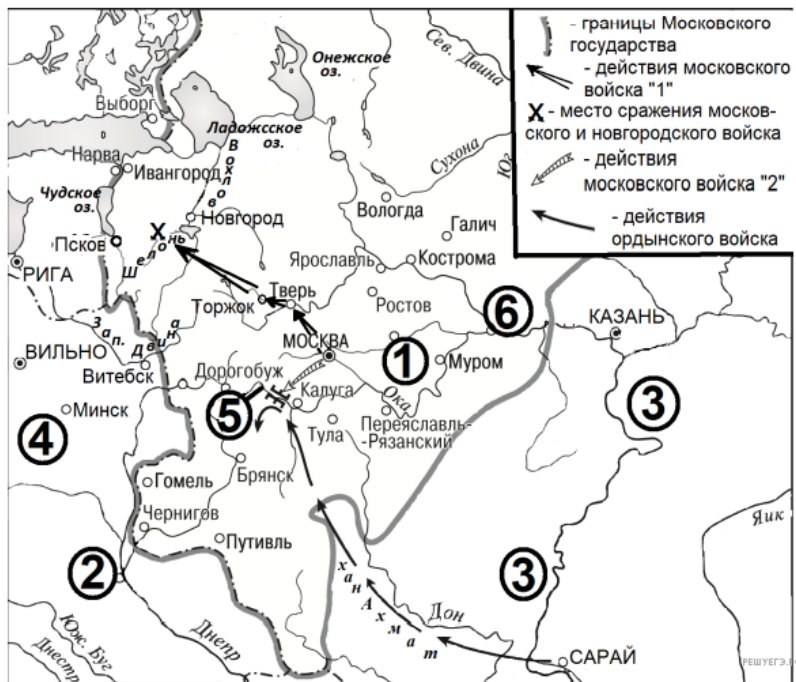 - границы Московского
государства
- действия московского
войска "1"
Х - место сражения москов-
ского и новгородского войска
- действия
московского войска "2"
- действия
ордынского войска
Онежское
оз.
Сев. Двина
Выборг
Ладожсское
оз.
Сухона
Юг
Нарва
Ивангород
Волхов
Чудское
оз.
Вологда
Новгород
Х
Галич
Псков
Шелонь
Ярославль
Кострома
РИГА
Тверь
Торжок
Ростов
6
КАЗАНЬ
Зап. Двина
МОСКВА
1
Муром
ВИЛЬНО
Витебск
Дорогобуж
Калуга
Ока
3
Минск
5
Переяславль-
-Рязанский
Тула
4
Брянск
Гомель
Чернигов
Яик
Путивль
2
3
хан Ахмат
Дон
Юж. Буг
Днепр
Днестр
САРАЙ
РЕШУЕГЭ.